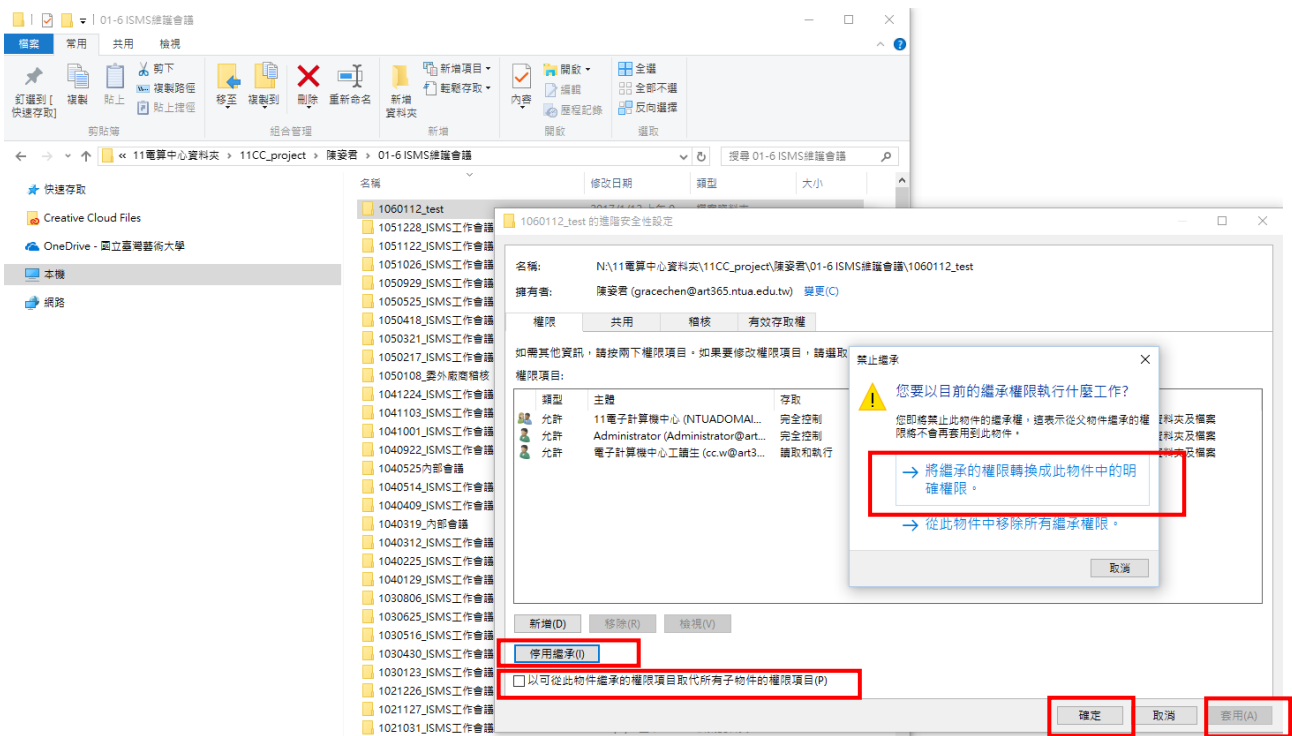 01-6 ISMS維護會議
檔案 常用 共用 檢視
釘選到 [快速存取]
複製
貼上
剪下
複製路徑
貼上捷徑
剪貼簿
移至
複製到
刪除
重新命名
組合管理
新增資料夾
新增項目
輕鬆存取
新增
內容
開啟
編輯
歷程記錄
開啟
全選
全部不選
反向選擇
選取
« 11電算中心資料夾 › 11CC_project › 陳姿君 › 01-6 ISMS維護會議
搜尋 01-6 ISMS維護會議
快速存取
Creative Cloud Files
OneDrive - 國立臺灣藝術大學
本機
網路
名稱 修改日期 類型 大小
1060112_test
1051228_ISMS工作會議
1051122_ISMS工作會議
1051026_ISMS工作會議
1050929_ISMS工作會議
1050525_ISMS工作會議
1050418_ISMS工作會議
1050321_ISMS工作會議
1050217_ISMS工作會議
1050108_委外廠商稽核
1041224_ISMS工作會議
1041103_ISMS工作會議
1041001_ISMS工作會議
1040922_ISMS工作會議
1040525內部會議
1040514_ISMS工作會議
1040409_ISMS工作會議
1040319_內部會議
1040312_ISMS工作會議
1040225_ISMS工作會議
1040129_ISMS工作會議
1030806_ISMS工作會議
1030625_ISMS工作會議
1030516_ISMS工作會議
1030430_ISMS工作會議
1030123_ISMS工作會議
1021226_ISMS工作會議
1021127_ISMS工作會議
1021031_ISMS工作會議
1060112_test 的進階安全性設定
名稱: N:\11電算中心資料夾\11CC_project\陳姿君\01-6 ISMS維護會議\1060112_test
擁有者: 陳姿君 (gracechen@art365.ntua.edu.tw) 變更(C)
權限 共用 稽核 有效存取權
如需其他資訊，請按兩下權限項目。如果要修改權限項目，請選取
權限項目:
類型 主體 存取
允許 11電子計算機中心 (NTUADOMAI... 完全控制 資料夾及檔案
允許 Administrator (Administrator@art... 完全控制 資料夾及檔案
允許 電子計算機中心工讀生 (cc.w@art3... 讀取和執行 資料夾及檔案
新增(D) 移除(R) 檢視(V)
停用繼承(I)
以可從此物件繼承的權限項目取代所有子物件的權限項目(P)
確定 取消 套用(A)
禁止繼承
您要以目前的繼承權限執行什麼工作?
您即將禁止此物件的繼承權，這表示從父物件繼承的權
限將不會再套用到此物件。
將繼承的權限轉換成此物件中的明
確權限。
從此物件中移除所有繼承權限。
取消